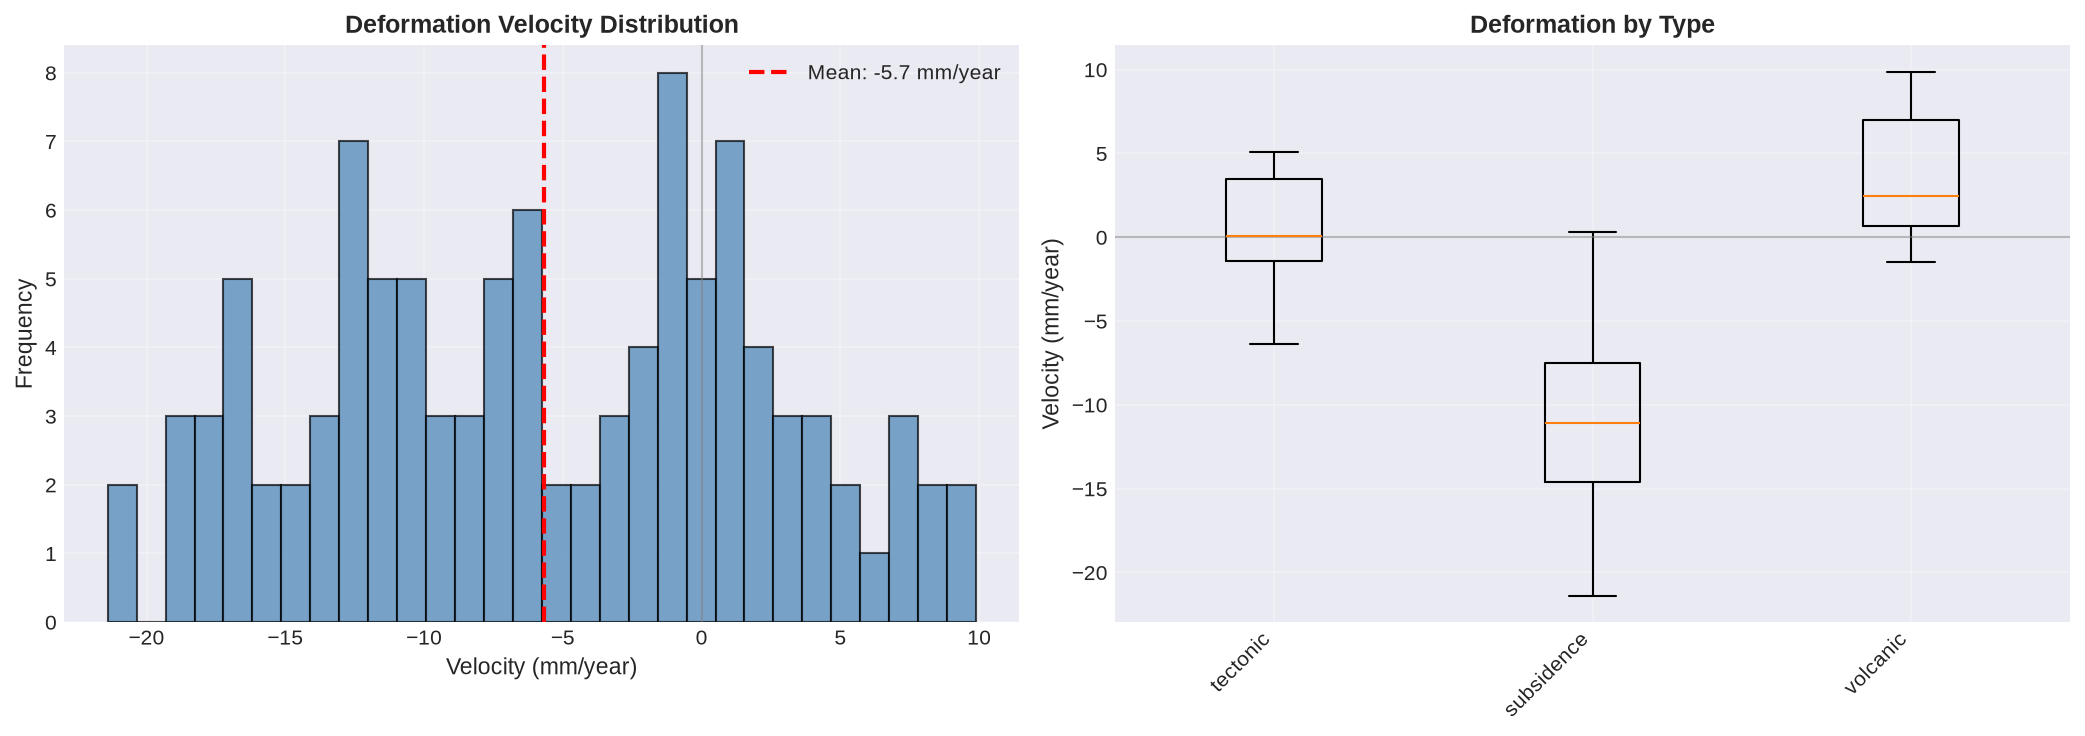 Deformation Velocity Distribution
Mean: -5.7 mm/year
Frequency
8
7
6
5
4
3
2
1
0
−20
−15
−10
−5
0
5
10
Velocity (mm/year)
Deformation by Type
Velocity (mm/year)
10
5
0
−5
−10
−15
−20
tectonic
subsidence
volcanic